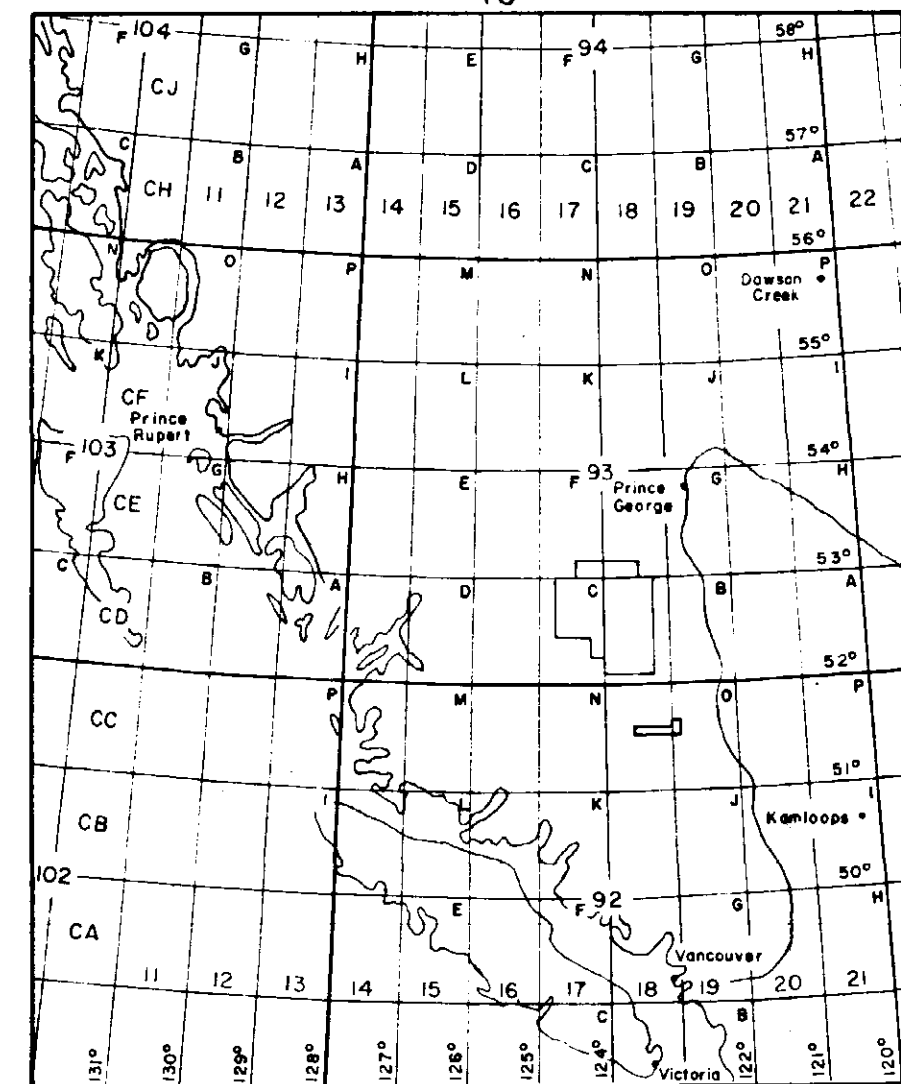 F 104 G H E F 94 G H 58°
CJ
C B A D C B A 57°
CH 11 12 13 14 15 16 17 18 19 20 21 22
N O P M N O P 56°
Dawson
Creek
K J I L K J I 55°
CF
Prince
Rupert
F 103 G H E F 93 G H 54°
Prince
George
CE
C B A D C B A 53°
CD
P M N O P 52°
CC
I L K J I 51°
CB
Kamloops
102 E F 92 G H 50°
CA
Vancouver
11 12 13 14 15 16 17 18 19 20 21
C B
131° 130° 129° 128° 127° 126° 125° 124° 122° 121° 120°
Victoria